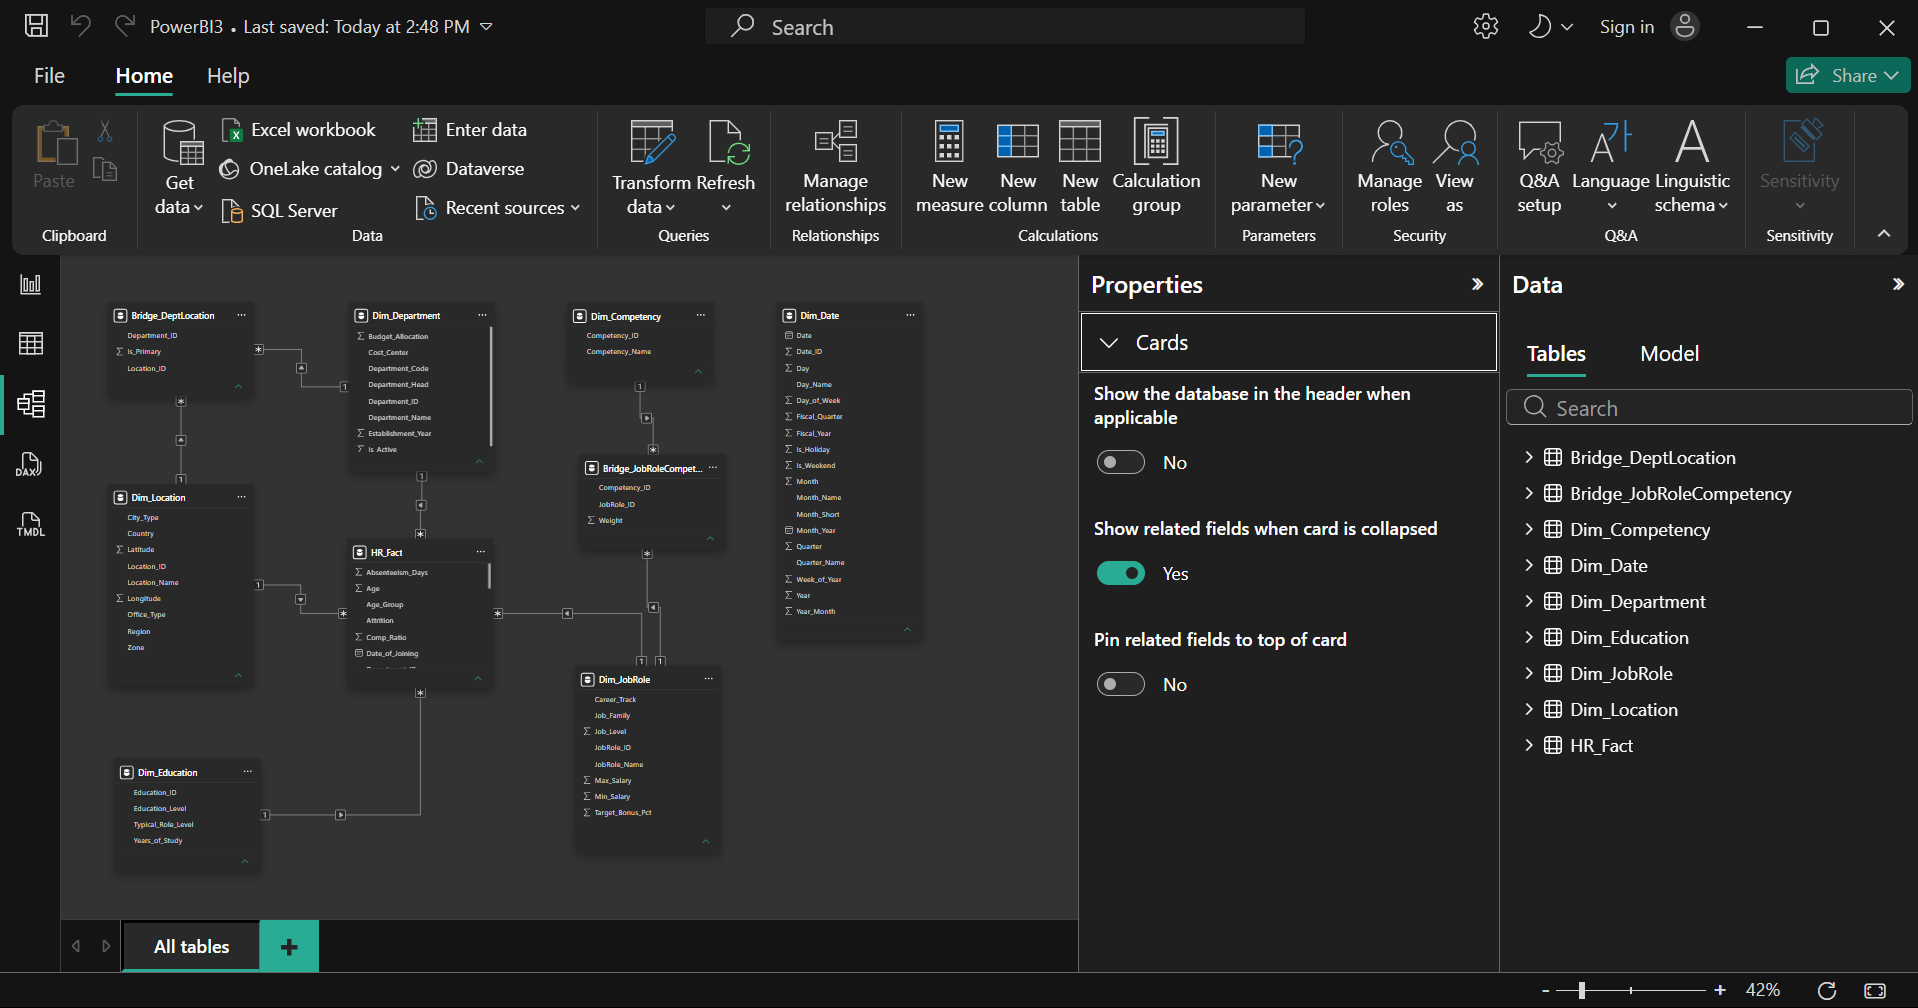 PowerBI3 • Last saved: Today at 2:48 PM
Search
Sign in
File
Home
Help
Share
Paste
Clipboard
Get data
Excel workbook
OneLake catalog
SQL Server
Enter data
Dataverse
Recent sources
Data
Transform data
Refresh
Queries
Manage relationships
Relationships
New measure
New column
New table
Calculation group
Calculations
New parameter
Parameters
Manage roles
View as
Security
Q&A setup
Language
Linguistic schema
Q&A
Sensitivity
Sensitivity
DAX
TMDL
Bridge_DeptLocation
Department_ID
Is_Primary
Location_ID
Dim_Department
Budget_Allocation
Cost_Center
Department_Code
Department_Head
Department_ID
Department_Name
Establishment_Year
Is_Active
Dim_Competency
Competency_ID
Competency_Name
Dim_Date
Date
Date_ID
Day
Day_Name
Day_of_Week
Fiscal_Quarter
Fiscal_Year
Is_Holiday
Is_Weekend
Month
Month_Name
Month_Short
Month_Year
Quarter
Quarter_Name
Week_of_Year
Year
Year_Month
Bridge_JobRoleCompet...
Competency_ID
JobRole_ID
Weight
Dim_Location
City_Type
Country
Latitude
Location_ID
Location_Name
Longitude
Office_Type
Region
Zone
HR_Fact
Absenteeism_Days
Age
Age_Group
Attrition
Comp_Ratio
Date_of_Joining
Dim_JobRole
Career_Track
Job_Family
Job_Level
JobRole_ID
JobRole_Name
Max_Salary
Min_Salary
Target_Bonus_Pct
Dim_Education
Education_ID
Education_Level
Typical_Role_Level
Years_of_Study
Properties
Cards
Show the database in the header when
applicable
No
Show related fields when card is collapsed
Yes
Pin related fields to top of card
No
Data
Tables
Model
Search
Bridge_DeptLocation
Bridge_JobRoleCompetency
Dim_Competency
Dim_Date
Dim_Department
Dim_Education
Dim_JobRole
Dim_Location
HR_Fact
All tables
42%